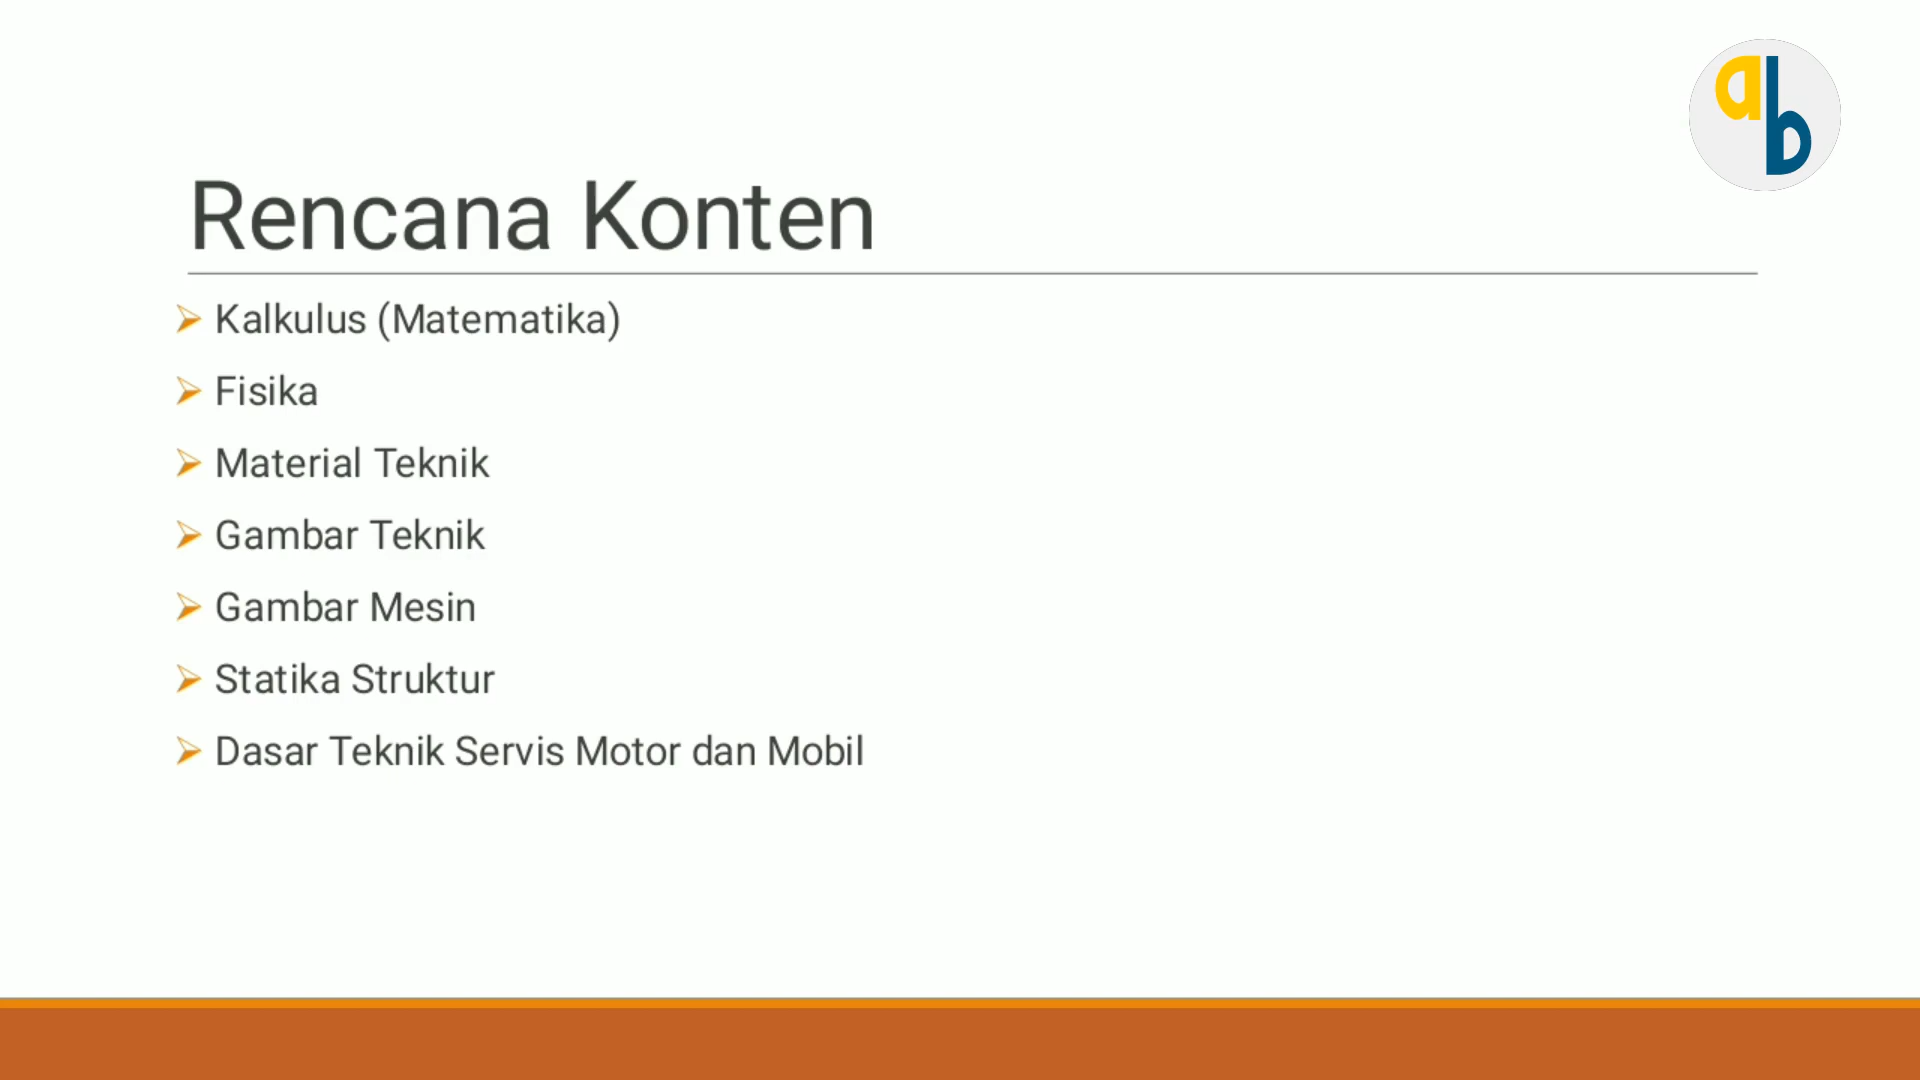 ab
Rencana Konten
Kalkulus (Matematika)
Fisika
Material Teknik
Gambar Teknik
Gambar Mesin
Statika Struktur
Dasar Teknik Servis Motor dan Mobil